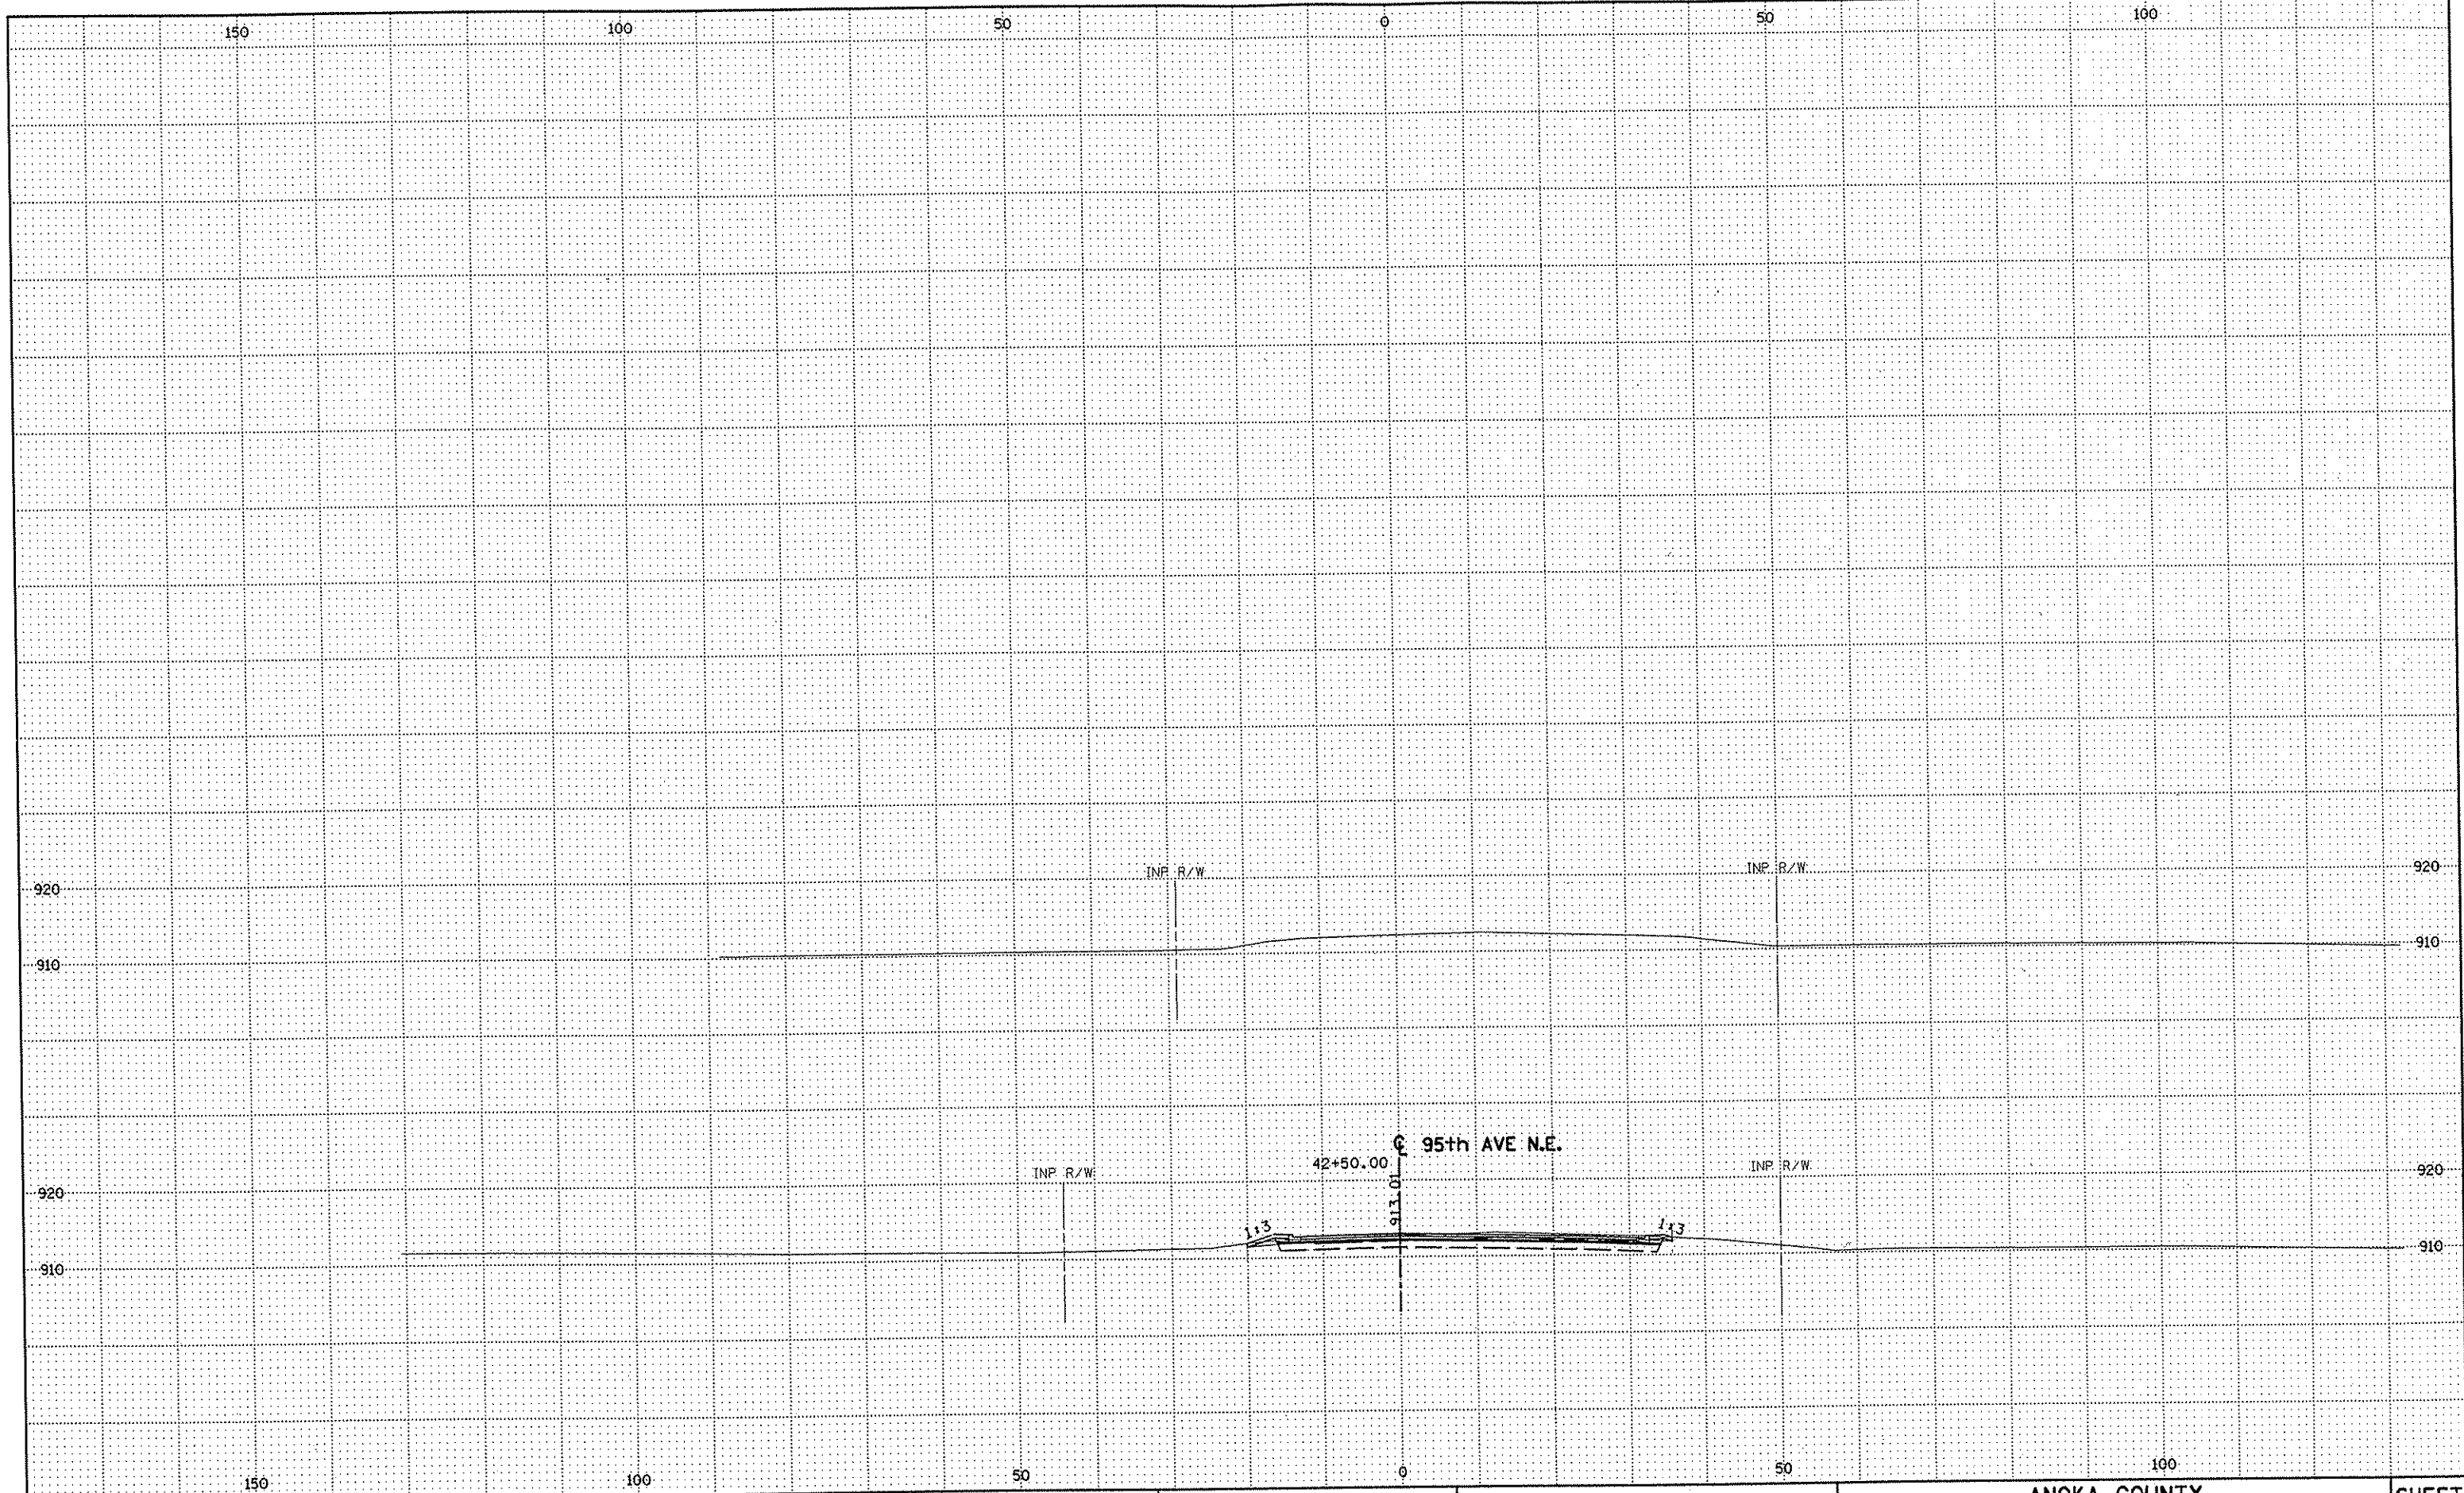 150 100 50 0 50 100
INP R/W INP R/W
920 920
910 910
℄ 95th AVE N.E.
42+50.00
INP R/W INP R/W
913.01
920 920
1:3 1:3
910 910
150 100 50 0 50 100
ANOKA COUNTY SHEET